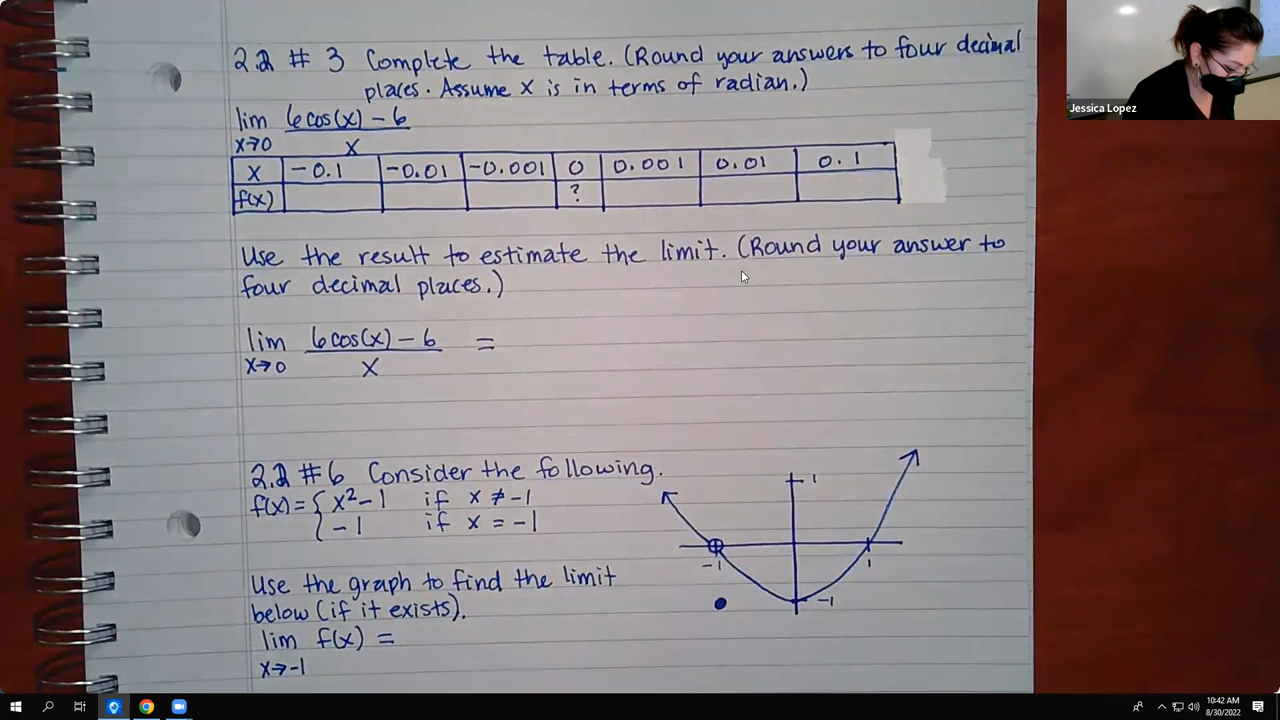 2.2 # 3 Complete the table. (Round your answers to four decimal
places. Assume x is in terms of radian.)
lim 6cos(x) - 6
x→0 x
x -0.1 -0.01 -0.001 0 0.001 0.01 0.1
f(x) ?
Use the result to estimate the limit. (Round your answer to
four decimal places.)
lim 6cos(x) - 6 =
x→0 x
2.2 #6 Consider the following.
f(x) = { x² - 1 if x ≠ -1
{ -1 if x = -1
1
-1 1
-1
Use the graph to find the limit
below (if it exists).
lim f(x) =
x→-1
Jessica Lopez
10:42 AM
8/30/2022